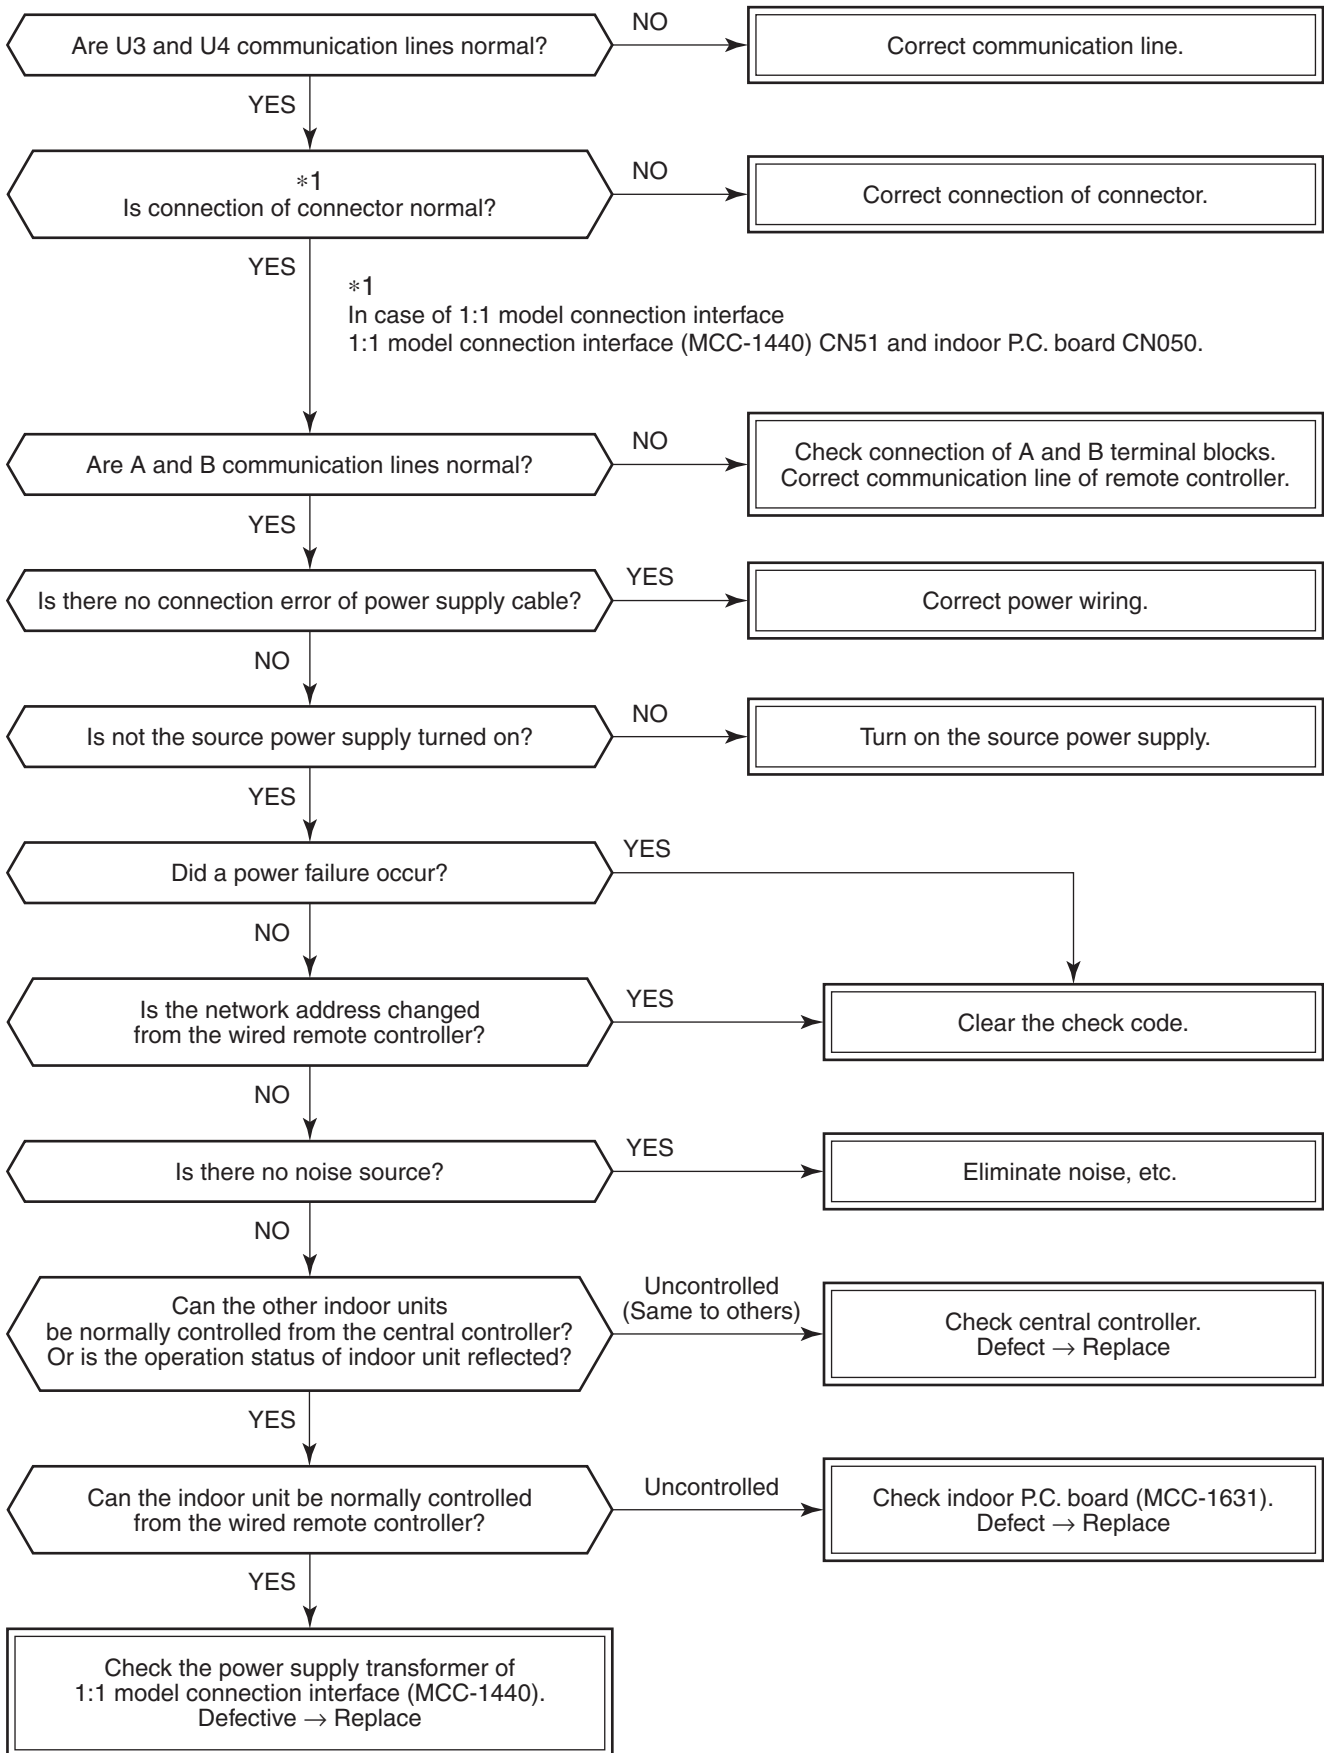 Are U3 and U4 communication lines normal?
NO
Correct communication line.
YES
*1
Is connection of connector normal?
NO
Correct connection of connector.
YES
*1
In case of 1:1 model connection interface
1:1 model connection interface (MCC-1440) CN51 and indoor P.C. board CN050.
Are A and B communication lines normal?
NO
Check connection of A and B terminal blocks.
Correct communication line of remote controller.
YES
Is there no connection error of power supply cable?
YES
Correct power wiring.
NO
Is not the source power supply turned on?
NO
Turn on the source power supply.
YES
Did a power failure occur?
YES
NO
Is the network address changed
from the wired remote controller?
YES
Clear the check code.
NO
Is there no noise source?
YES
Eliminate noise, etc.
NO
Can the other indoor units
be normally controlled from the central controller?
Or is the operation status of indoor unit reflected?
Uncontrolled
(Same to others)
Check central controller.
Defect → Replace
YES
Can the indoor unit be normally controlled
from the wired remote controller?
Uncontrolled
Check indoor P.C. board (MCC-1631).
Defect → Replace
YES
Check the power supply transformer of
1:1 model connection interface (MCC-1440).
Defective → Replace